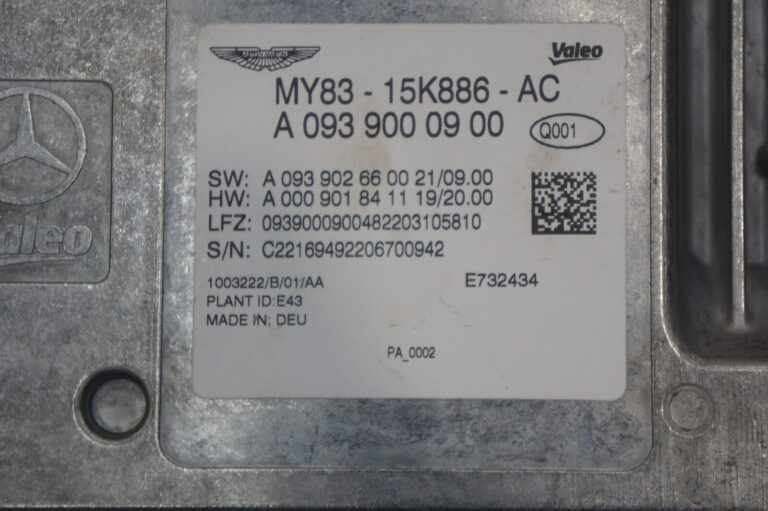 ASTON MARTIN
Valeo
MY83 - 15K886 - AC
A 093 900 09 00
Q001
SW: A 093 902 66 00 21/09.00
HW: A 000 901 84 11 19/20.00
LFZ: 0939000900482203105810
S/N: C22169492206700942
1003222/B/01/AA
E732434
PLANT ID:E43
MADE IN: DEU
PA_0002
Valeo